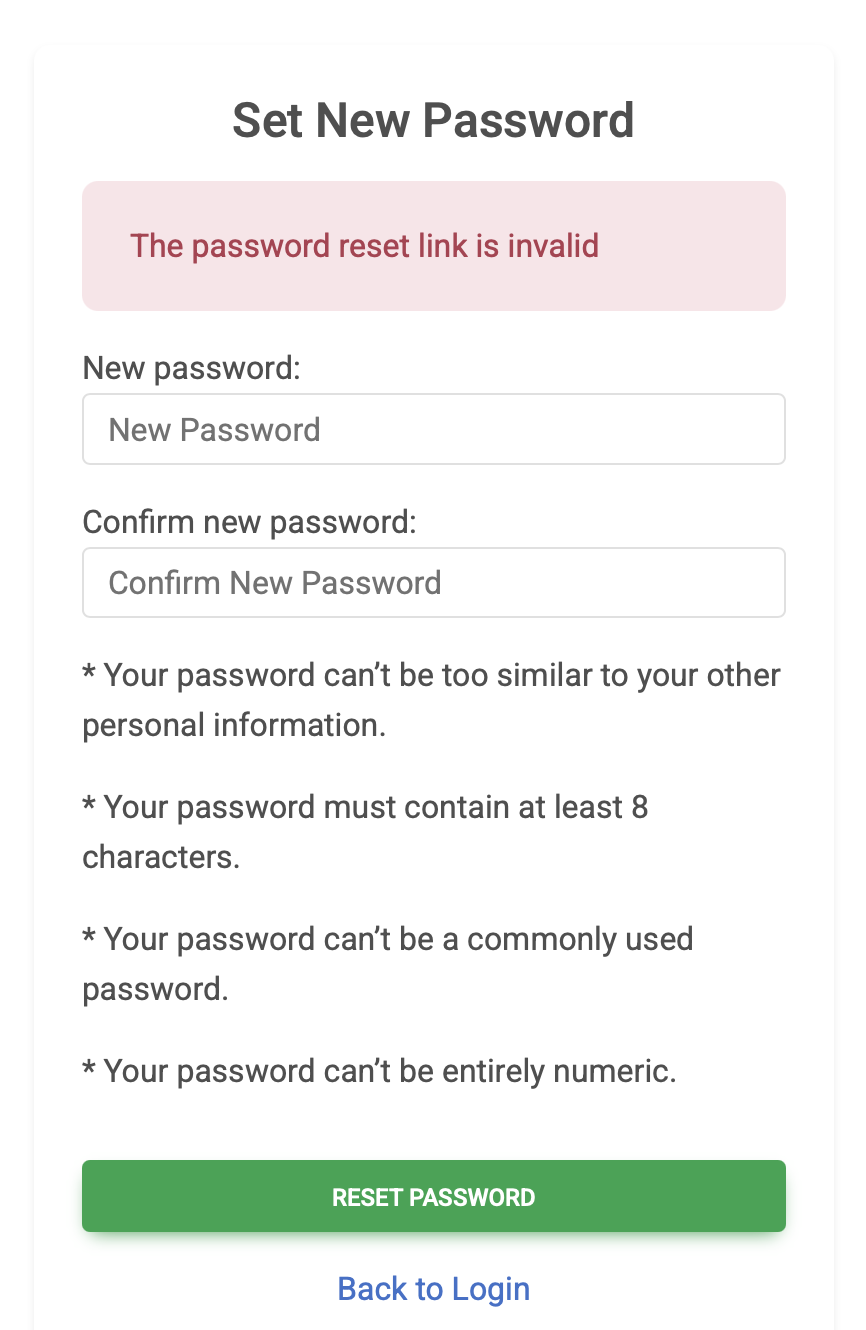 Set New Password
The password reset link is invalid
New password:
New Password
Confirm new password:
Confirm New Password
* Your password can’t be too similar to your other
personal information.
* Your password must contain at least 8
characters.
* Your password can’t be a commonly used
password.
* Your password can’t be entirely numeric.
RESET PASSWORD
Back to Login